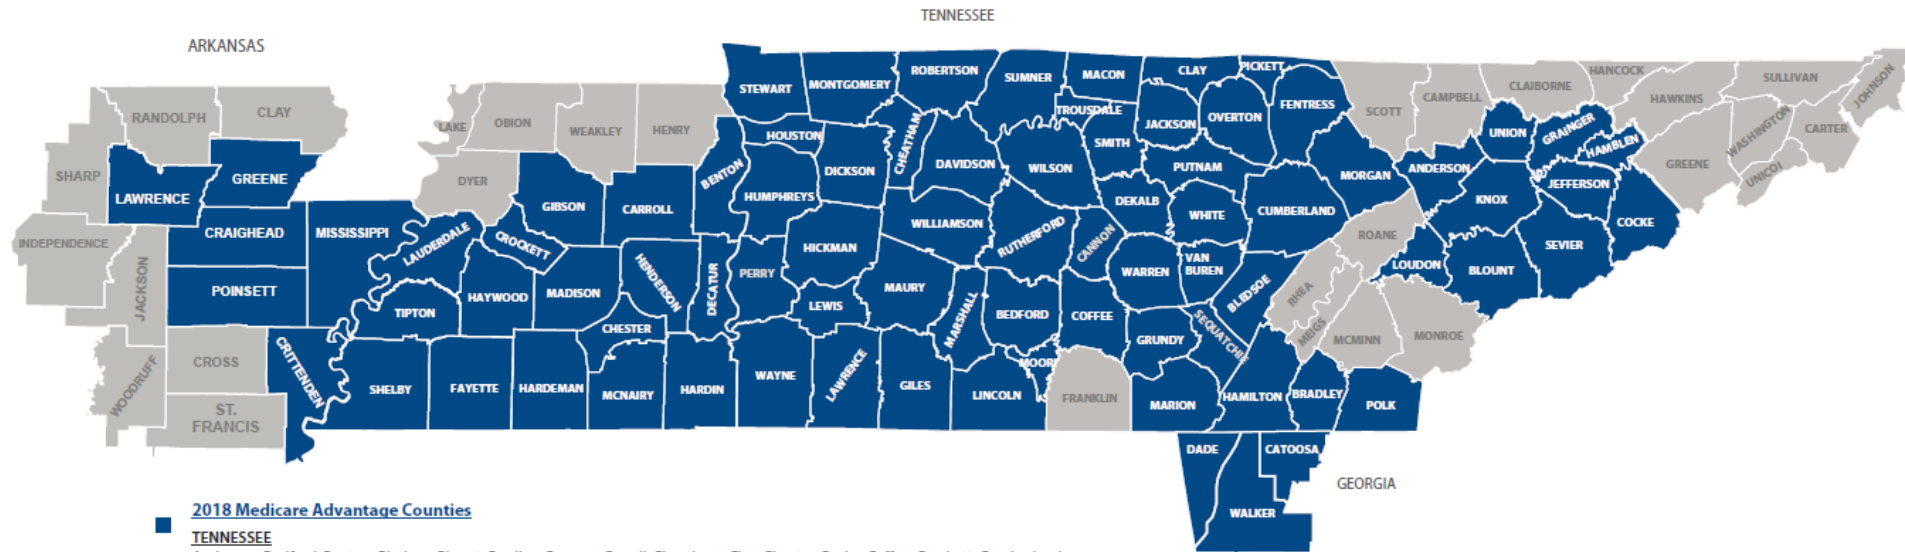 TENNESSEE
ARKANSAS
RANDOLPH
CLAY
SHARP
LAWRENCE
GREENE
INDEPENDENCE
JACKSON
CRAIGHEAD
MISSISSIPPI
POINSETT
WOODRUFF
CROSS
CRITTENDEN
ST.
FRANCIS
LAKE
OBION
WEAKLEY
HENRY
DYER
GIBSON
CARROLL
BENTON
LAUDERDALE
CROCKETT
HENDERSON
DECATUR
TIPTON
HAYWOOD
MADISON
CHESTER
SHELBY
FAYETTE
HARDEMAN
MCNAIRY
HARDIN
STEWART
MONTGOMERY
ROBERTSON
SUMNER
MACON
CLAY
PICKETT
TROUSDALE
FENTRESS
HOUSTON
CHEATHAM
JACKSON
OVERTON
SMITH
DICKSON
DAVIDSON
WILSON
PUTNAM
HUMPHREYS
DEKALB
WHITE
CUMBERLAND
MORGAN
WILLIAMSON
HICKMAN
RUTHERFORD
CANNON
PERRY
WARREN
VAN
BUREN
BLEDSOE
LEWIS
MAURY
MARSHALL
BEDFORD
COFFEE
GRUNDY
SEQUATCHIE
MOORE
WAYNE
LAWRENCE
GILES
LINCOLN
FRANKLIN
MARION
HAMILTON
BRADLEY
POLK
SCOTT
CAMPBELL
CLAIBORNE
HANCOCK
HAWKINS
SULLIVAN
JOHNSON
WASHINGTON
CARTER
UNICOI
GREENE
UNION
GRAINGER
HAMBLEN
ANDERSON
KNOX
JEFFERSON
COCKE
SEVIER
ROANE
LOUDON
BLOUNT
RHEA
MEIGS
MCMINN
MONROE
DADE
CATOOSA
WALKER
GEORGIA
2018 Medicare Advantage Counties
TENNESSEE